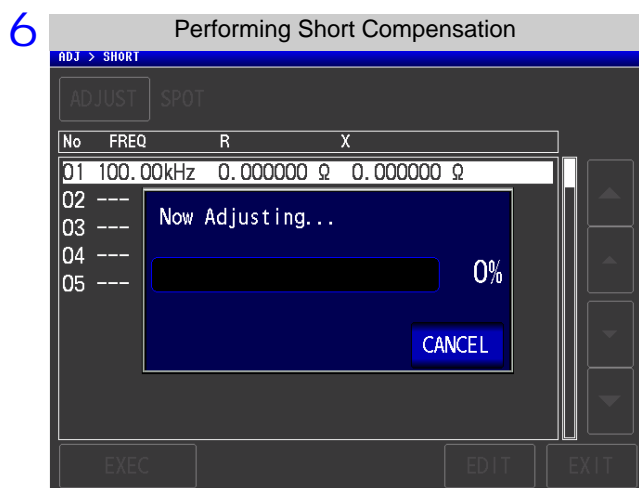 6
Performing Short Compensation
ADJ > SHORT
ADJUST SPOT
No FREQ R X
01 100.00kHz 0.000000 Ω 0.000000 Ω
02 ---
03 ---
04 ---
05 ---
Now Adjusting...
0%
CANCEL
EXEC EDIT EXIT